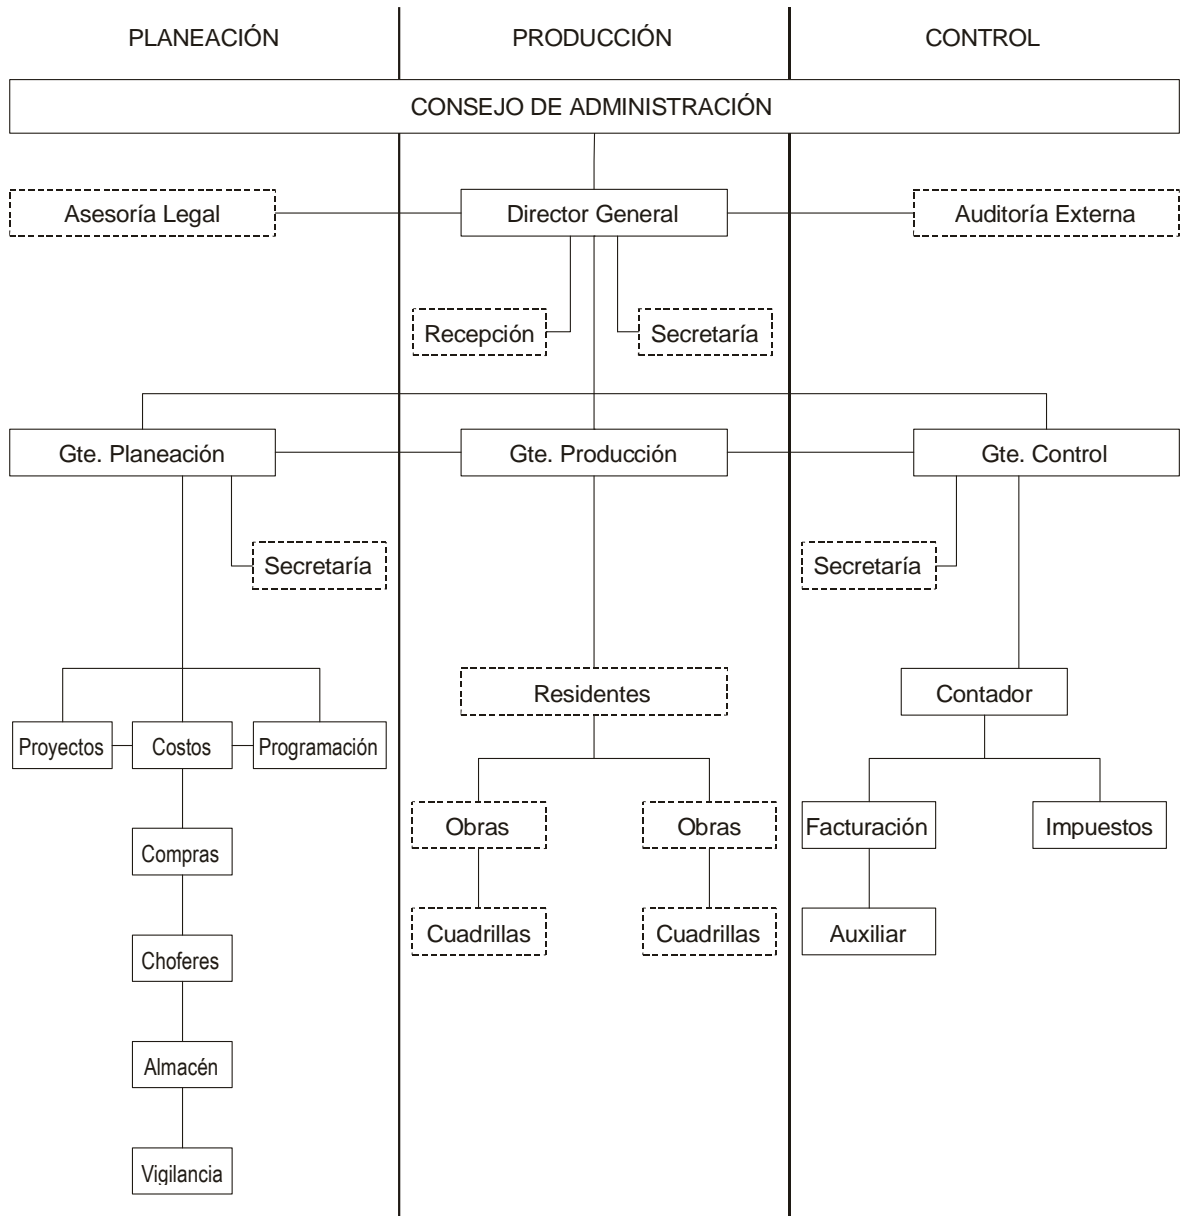 PLANEACIÓN
PRODUCCIÓN
CONTROL
CONSEJO DE ADMINISTRACIÓN
Asesoría Legal
Director General
Auditoría Externa
Recepción
Secretaría
Gte. Planeación
Gte. Producción
Gte. Control
Secretaría
Secretaría
Residentes
Contador
Proyectos
Costos
Programación
Obras
Obras
Facturación
Impuestos
Compras
Cuadrillas
Cuadrillas
Auxiliar
Choferes
Almacén
Vigilancia